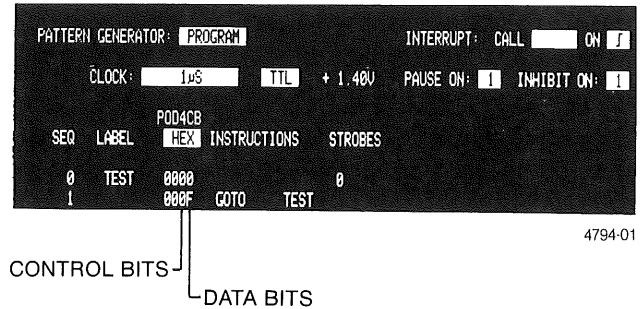 PATTERN GENERATOR: PROGRAM INTERRUPT: CALL ON ʃ
CLOCK: 1µS TTL + 1.40V PAUSE ON: 1 INHIBIT ON: 1
POD4CB
SEQ LABEL HEX INSTRUCTIONS STROBES
0 TEST 0000 0
1 000F GOTO TEST
4794-01
CONTROL BITS
DATA BITS